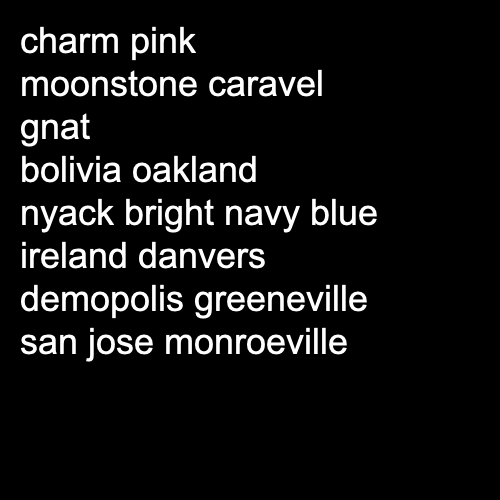 charm pink
moonstone caravel
gnat
bolivia oakland
nyack bright navy blue
ireland danvers
demopolis greeneville
san jose monroeville